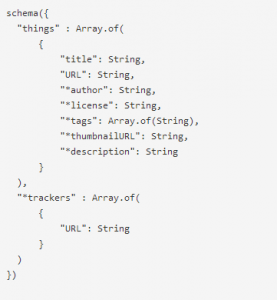 schema({
  "things" : Array.of(
    {
        "title": String,
        "URL": String,
        "*author": String,
        "*license": String,
        "*tags": Array.of(String),
        "*thumbnailURL": String,
        "*description": String
    }
  ),
  "*trackers" : Array.of(
    {
        "URL": String
    }
  )
})